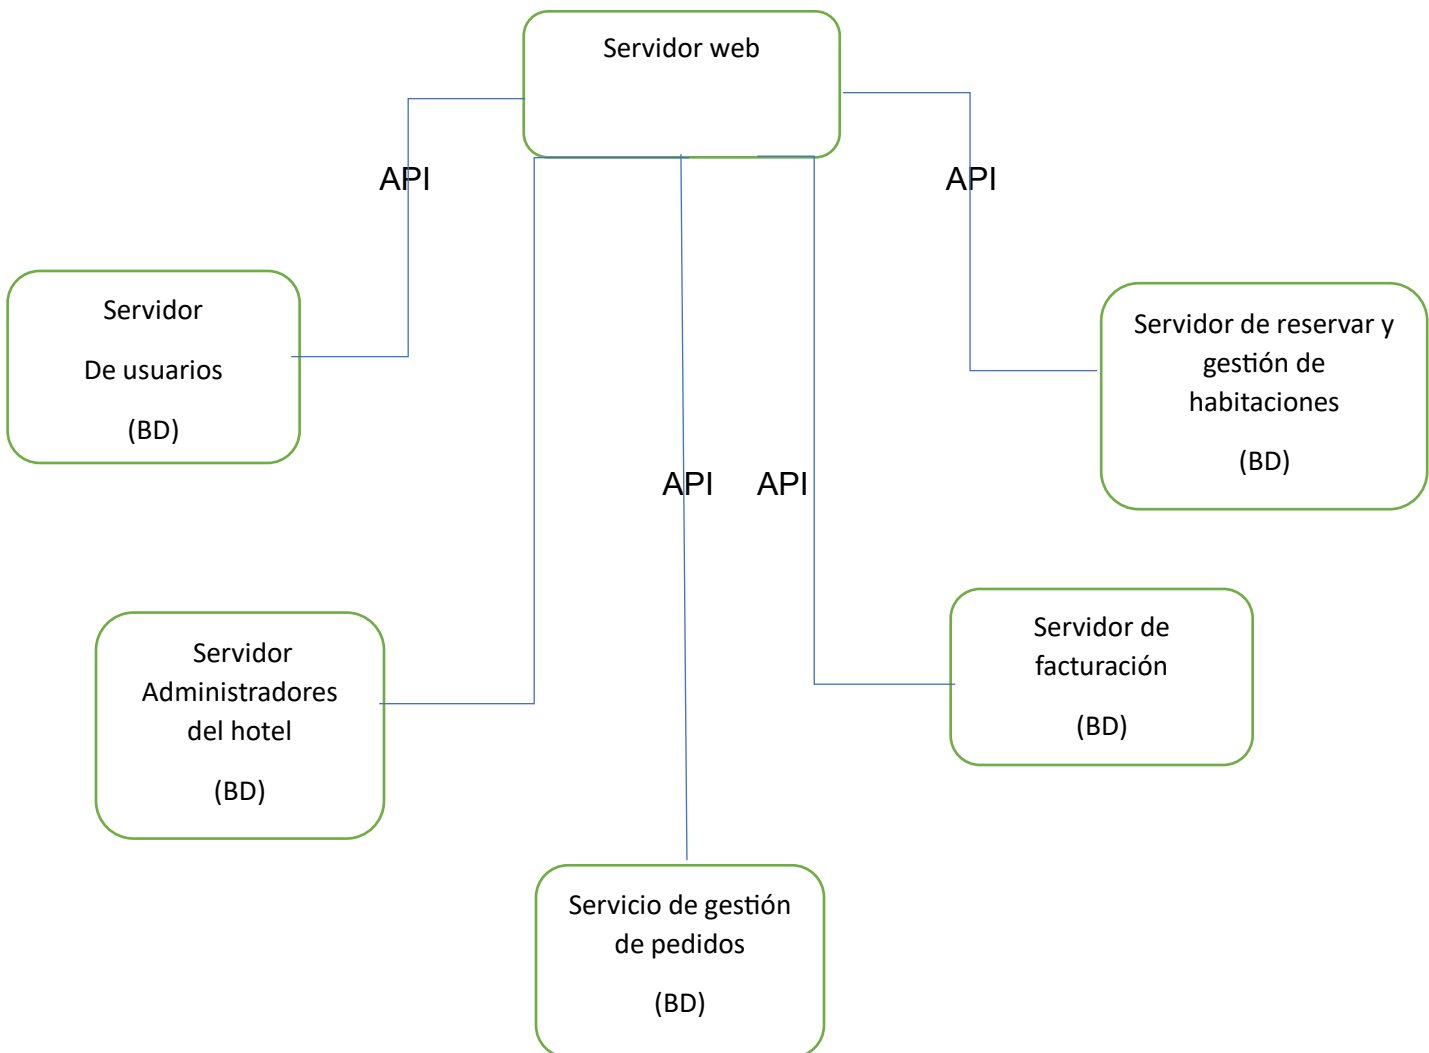 Servidor web
API
API
Servidor
De usuarios
(BD)
Servidor de reservar y
gestión de
habitaciones
(BD)
API
API
Servidor
Administradores
del hotel
(BD)
Servidor de
facturación
(BD)
Servicio de gestión
de pedidos
(BD)